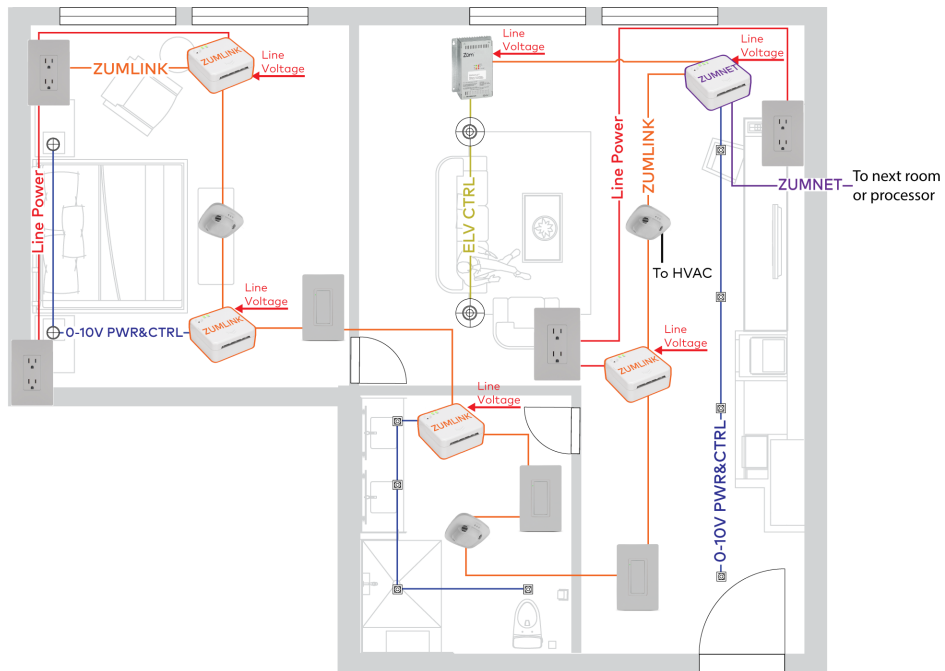 Line
Voltage
ZUMLINK
ZUMLINK
Line Power
Line
Voltage
ZUMLINK
0-10V PWR&CTRL
Line
Voltage
Zūm
ELV CTRL
Line Power
ZUMLINK
Line
Voltage
ZUMNET
ZUMNET
To next room
or processor
To HVAC
Line
Voltage
ZUMLINK
Line
Voltage
ZUMLINK
0-10V PWR&CTRL